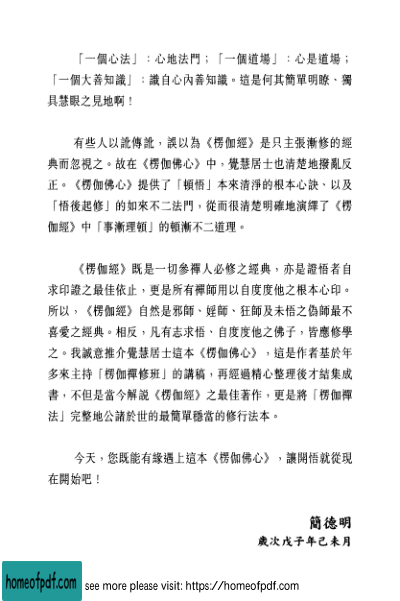 「一個心法」：心地法門；「一個道場」：心是道場；
「一個大善知識」：識自心內善知識。這是何其簡單明瞭、獨
具慧眼之見地啊！
有些人以訛傳訛，誤以為《楞伽經》是只主張漸修的經
典而忽視之。故在《楞伽佛心》中，覺慧居士也清楚地撥亂反
正。《楞伽佛心》提供了「頓悟」本來清淨的根本心訣、以及
「悟後起修」的如來不二法門，從而很清楚明確地演繹了《楞
伽經》中「事漸理頓」的頓漸不二道理。
《楞伽經》既是一切參禪人必修之經典，亦是證悟者自
求印證之最佳依止，更是所有禪師用以自度度他之根本心印。
所以，《楞伽經》自然是邪師、婬師、狂師及未悟之偽師最不
喜愛之經典。相反，凡有志求悟、自度度他之佛子，皆應修學
之。我誠意推介覺慧居士這本《楞伽佛心》，這是作者基於年
多來主持「楞伽禪修班」的講稿，再經過精心整理後才結集成
書，不但是當今解說《楞伽經》之最佳著作，更是將「楞伽禪
法」完整地公諸於世的最簡單穩當的修行法本。
今天，您既能有緣遇上這本《楞伽佛心》，讓開悟就從現
在開始吧！
簡德明
歲次戊子年己未月
homeofpdf.com see more please visit: https://homeofpdf.com